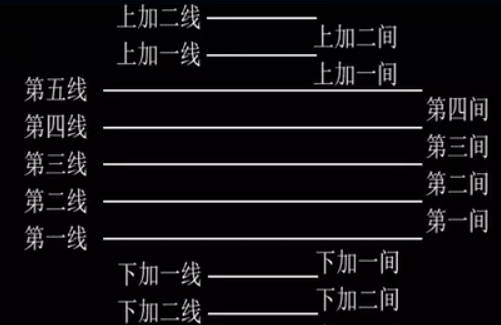 上加二线
上加二间
上加一线
上加一间
第五线
第四间
第四线
第三间
第三线
第二间
第二线
第一间
第一线
下加一间
下加一线
下加二间
下加二线